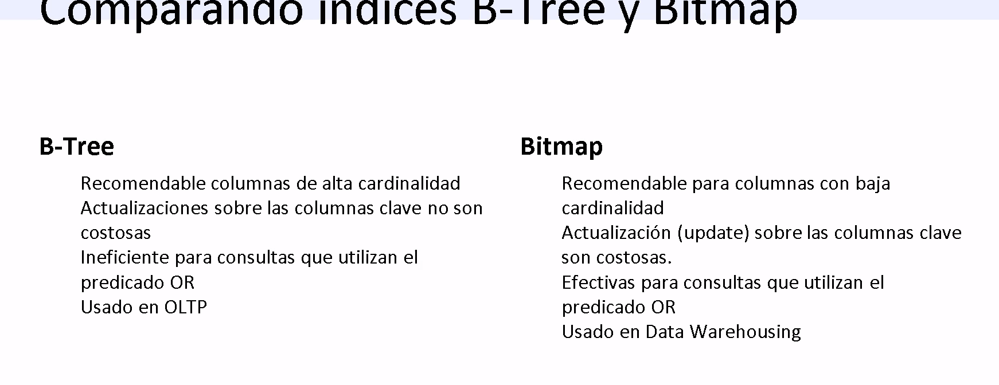 Comparando índices B-Tree y Bitmap
B-Tree
Recomendable columnas de alta cardinalidad
Actualizaciones sobre las columnas clave no son
costosas
Ineficiente para consultas que utilizan el
predicado OR
Usado en OLTP
Bitmap
Recomendable para columnas con baja
cardinalidad
Actualización (update) sobre las columnas clave
son costosas.
Efectivas para consultas que utilizan el
predicado OR
Usado en Data Warehousing